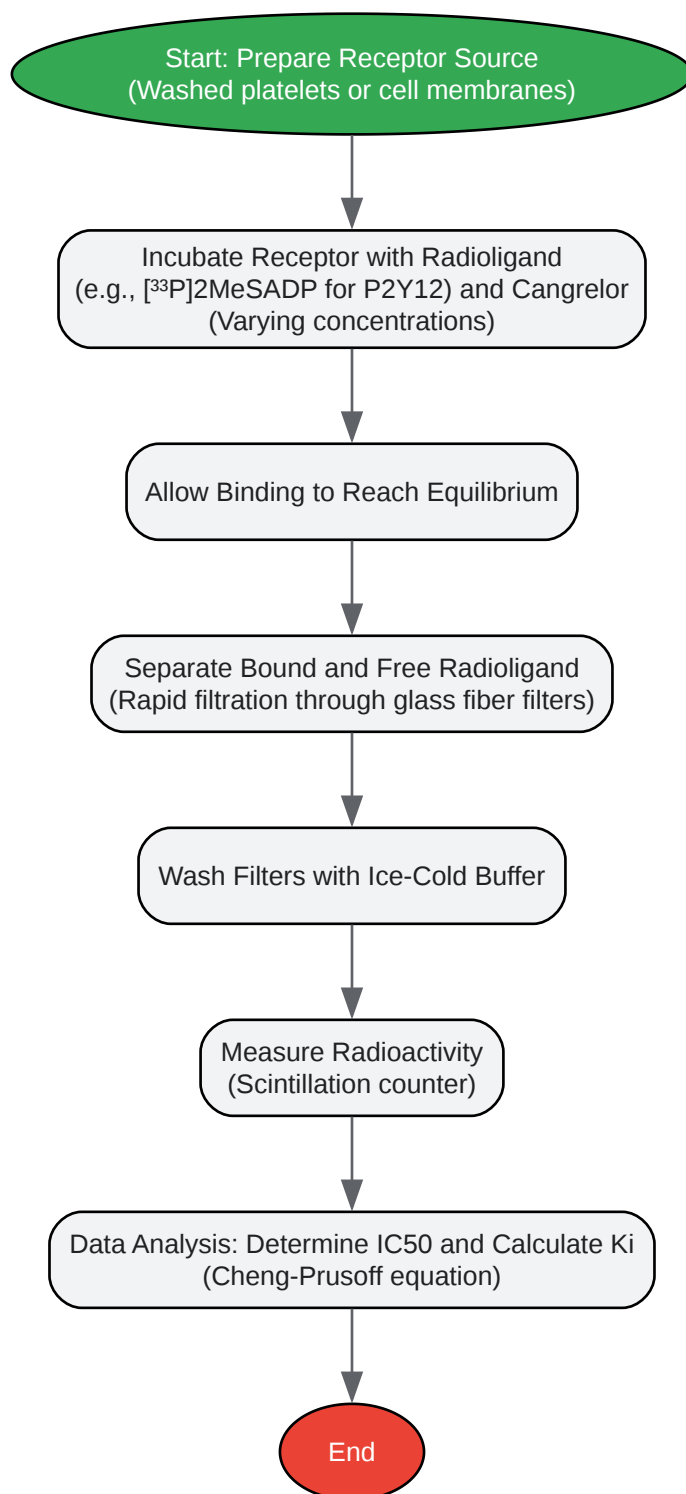 Start: Prepare Receptor Source
(Washed platelets or cell membranes)
Incubate Receptor with Radioligand
(e.g., [³³P]2MeSADP for P2Y12) and Cangrelor
(Varying concentrations)
Allow Binding to Reach Equilibrium
Separate Bound and Free Radioligand
(Rapid filtration through glass fiber filters)
Wash Filters with Ice-Cold Buffer
Measure Radioactivity
(Scintillation counter)
Data Analysis: Determine IC50 and Calculate Ki
(Cheng-Prusoff equation)
End